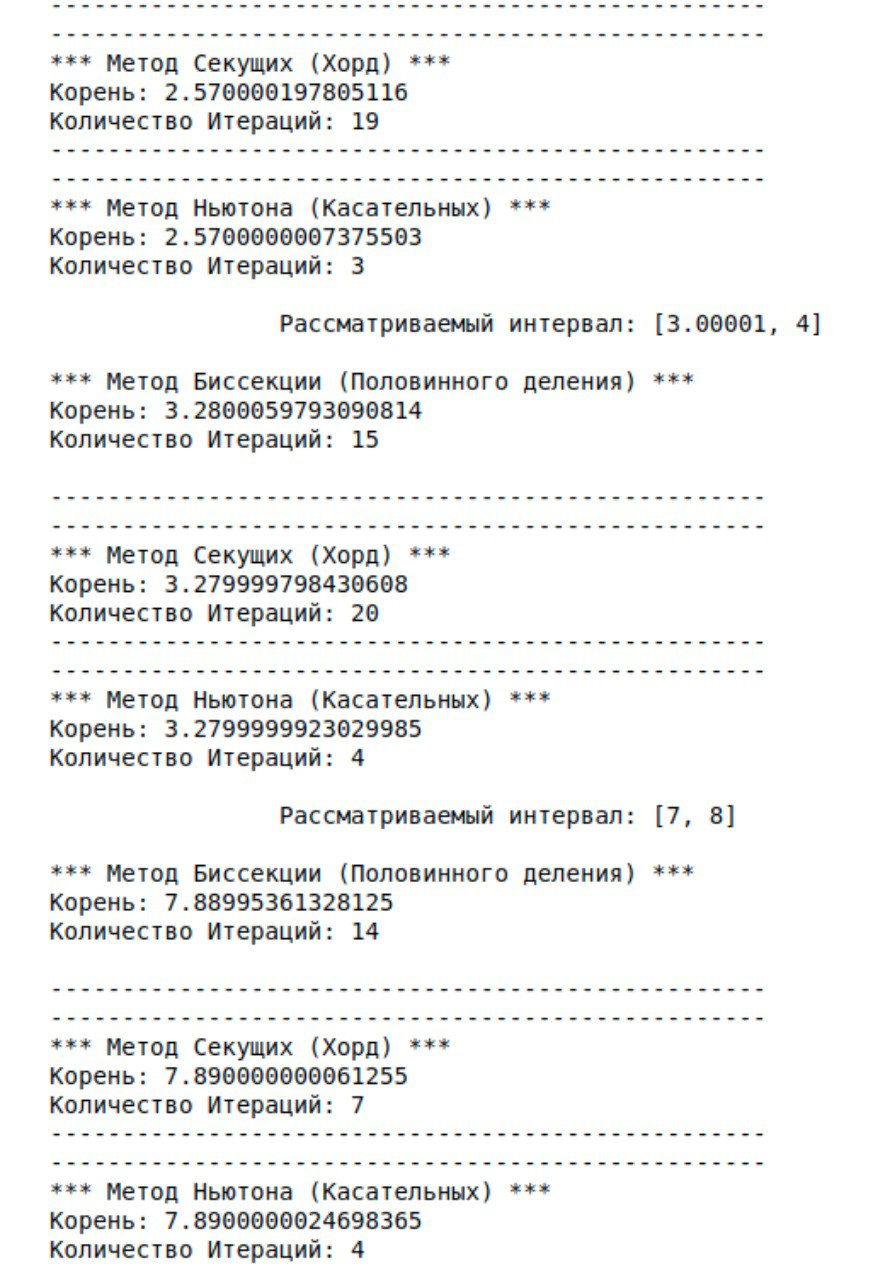 --------------------------------------------------
--------------------------------------------------
*** Метод Секущих (Хорд) ***
Корень: 2.570000197805116
Количество Итераций: 19
--------------------------------------------------
--------------------------------------------------
*** Метод Ньютона (Касательных) ***
Корень: 2.5700000007375503
Количество Итераций: 3
Рассматриваемый интервал: [3.00001, 4]
*** Метод Биссекции (Половинного деления) ***
Корень: 3.2800059793090814
Количество Итераций: 15
--------------------------------------------------
--------------------------------------------------
*** Метод Секущих (Хорд) ***
Корень: 3.279999798430608
Количество Итераций: 20
--------------------------------------------------
--------------------------------------------------
*** Метод Ньютона (Касательных) ***
Корень: 3.2799999923029985
Количество Итераций: 4
Рассматриваемый интервал: [7, 8]
*** Метод Биссекции (Половинного деления) ***
Корень: 7.88995361328125
Количество Итераций: 14
--------------------------------------------------
--------------------------------------------------
*** Метод Секущих (Хорд) ***
Корень: 7.890000000061255
Количество Итераций: 7
--------------------------------------------------
--------------------------------------------------
*** Метод Ньютона (Касательных) ***
Корень: 7.8900000024698365
Количество Итераций: 4